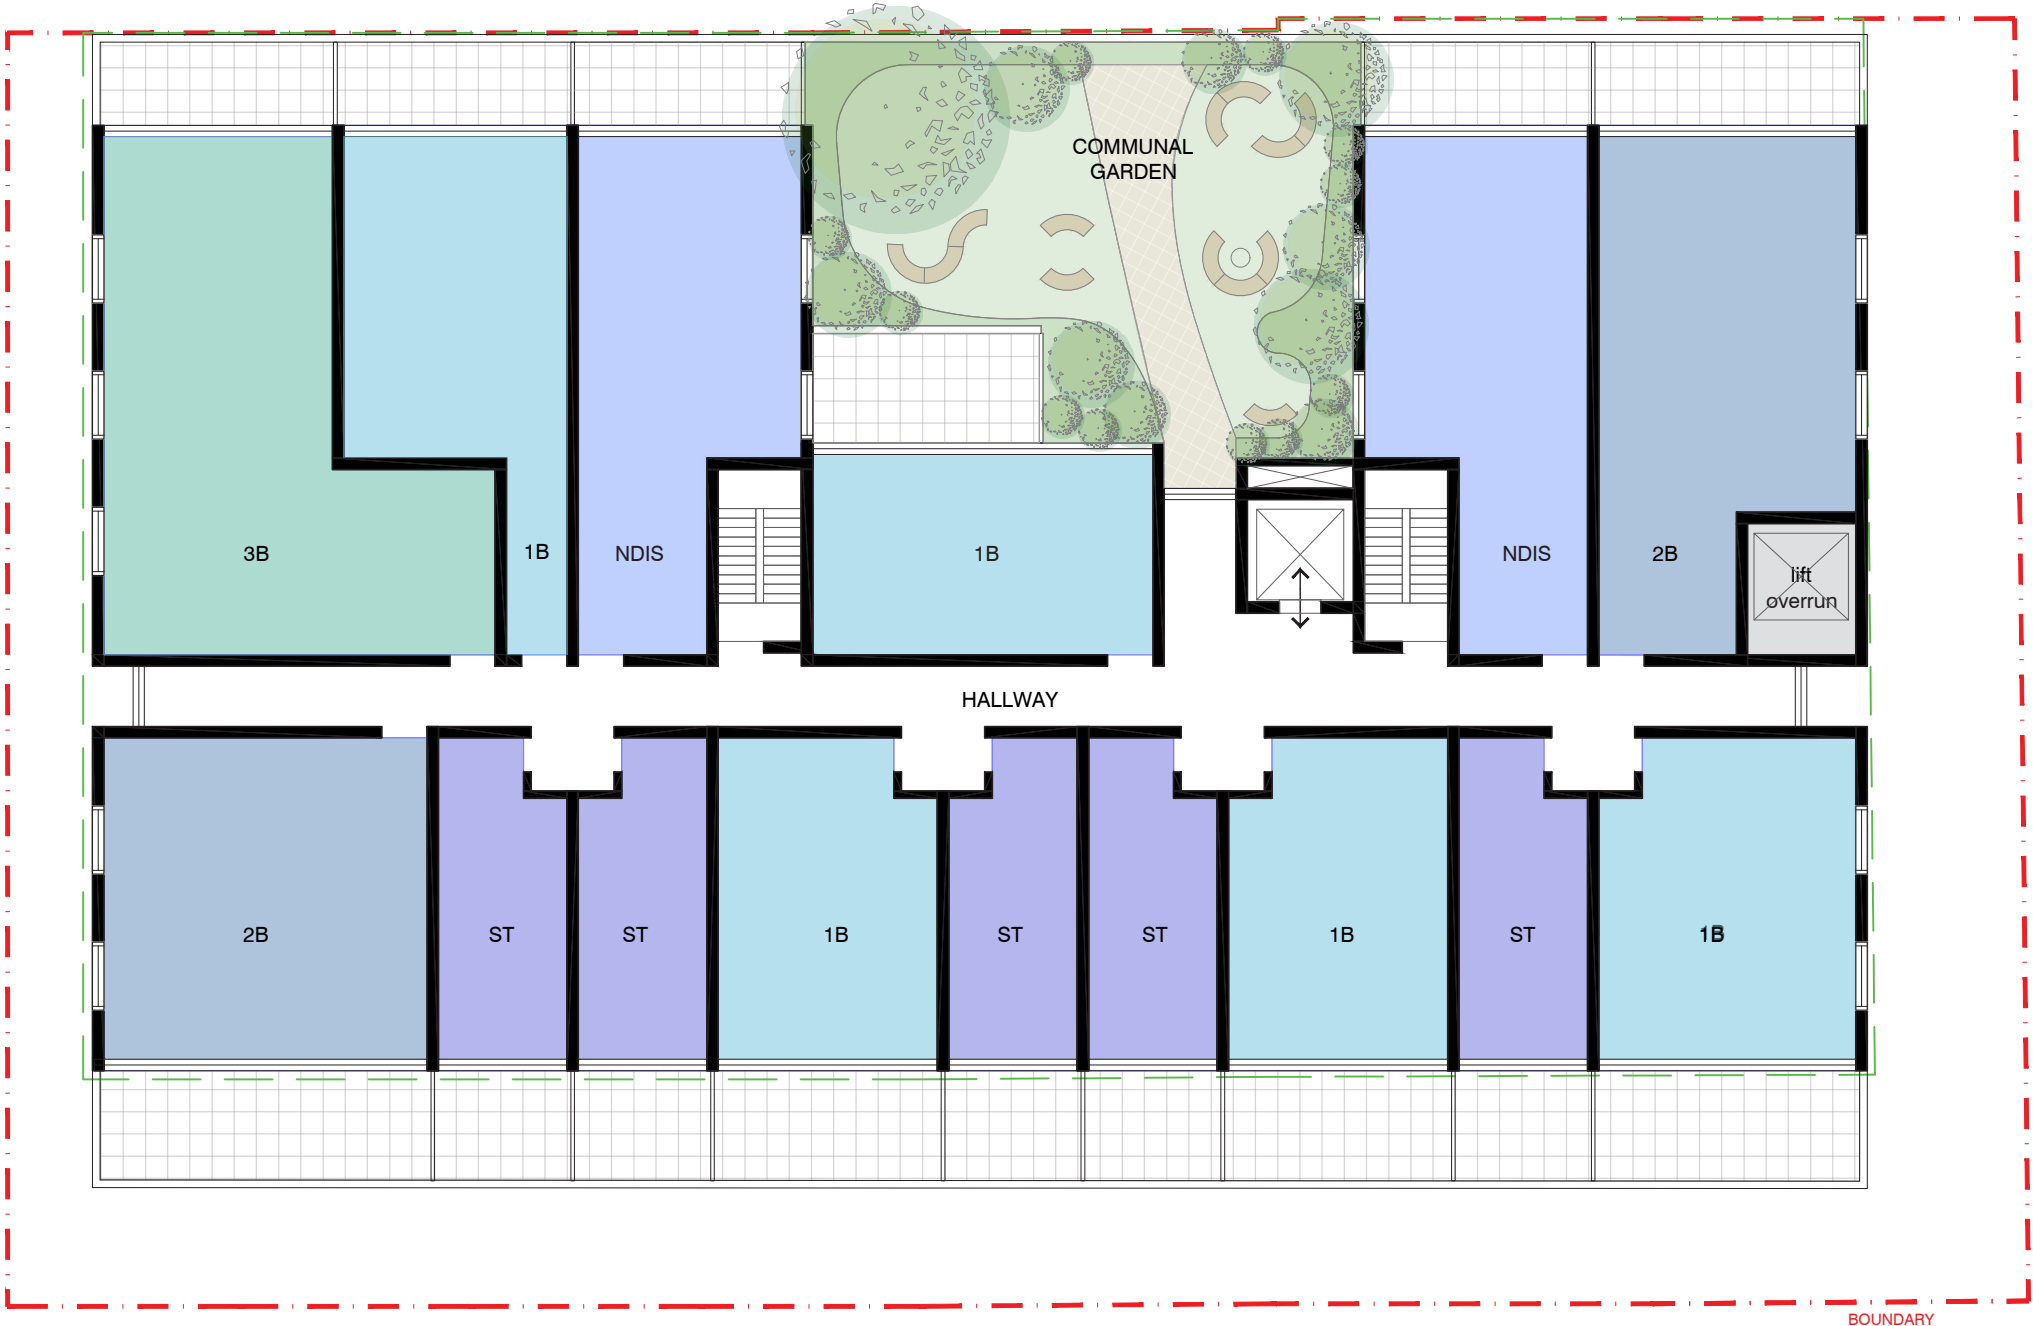 COMMUNAL
GARDEN
3B
1B
NDIS
1B
NDIS
2B
lift
overrun
HALLWAY
2B
ST
ST
1B
ST
ST
1B
ST
1B
BOUNDARY